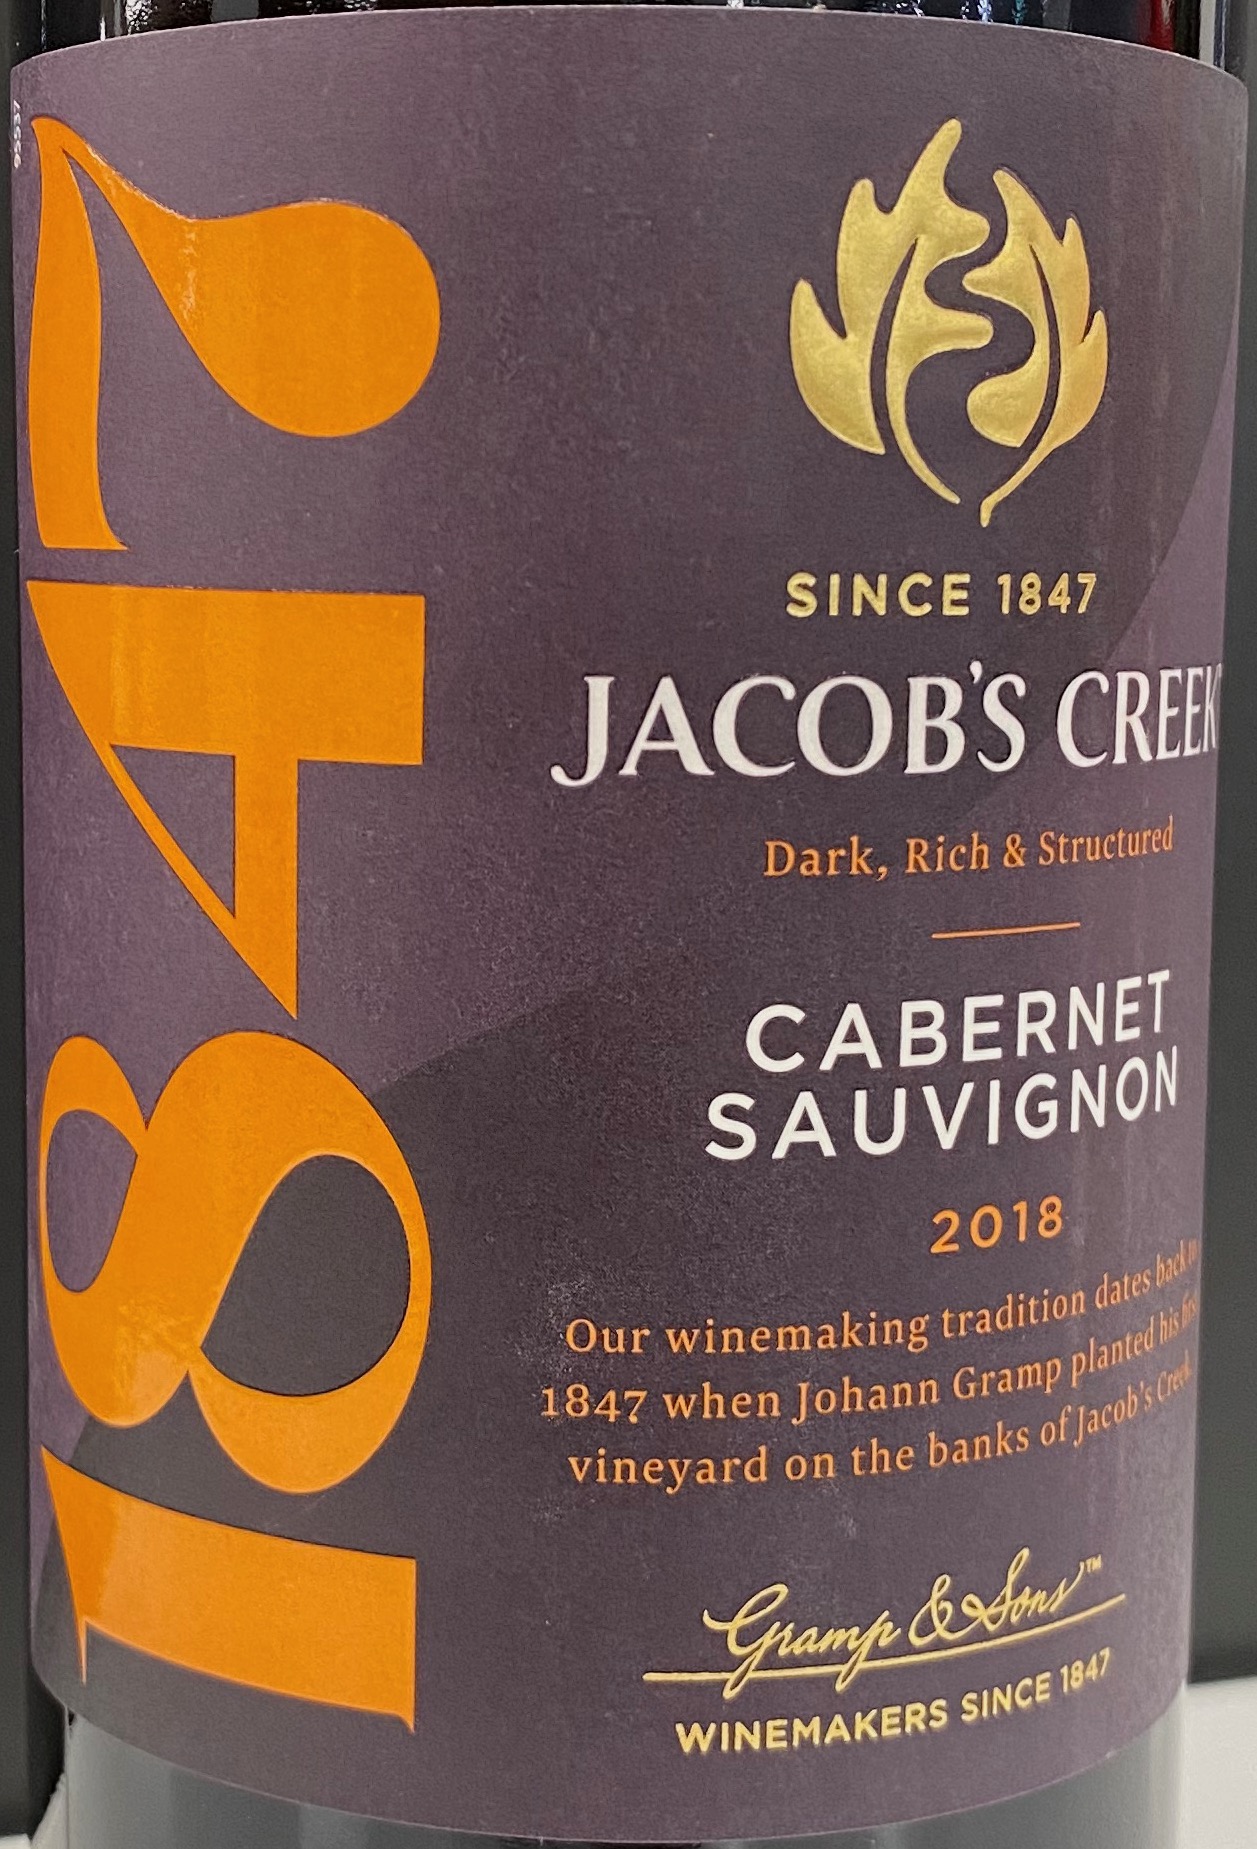 1847
SINCE 1847
JACOB'S CREEK
Dark, Rich & Structured
CABERNET
SAUVIGNON
2018
Our winemaking tradition dates back to
1847 when Johann Gramp planted his first
vineyard on the banks of Jacob's Creek.
Gramp & Sons™
WINEMAKERS SINCE 1847